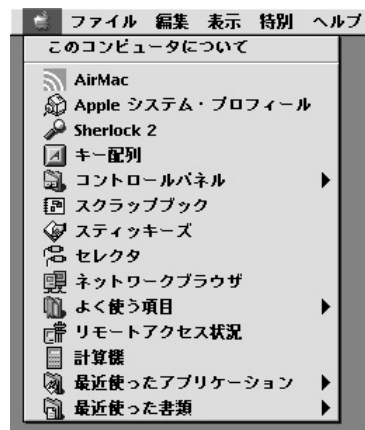 ファイル 編集 表示 特別 ヘルプ
このコンピュータについて
AirMac
Apple システム・プロフィール
Sherlock 2
キー配列
コントロールパネル
スクラップブック
スティッキーズ
セレクタ
ネットワークブラウザ
よく使う項目
リモートアクセス状況
計算機
最近使ったアプリケーション
最近使った書類